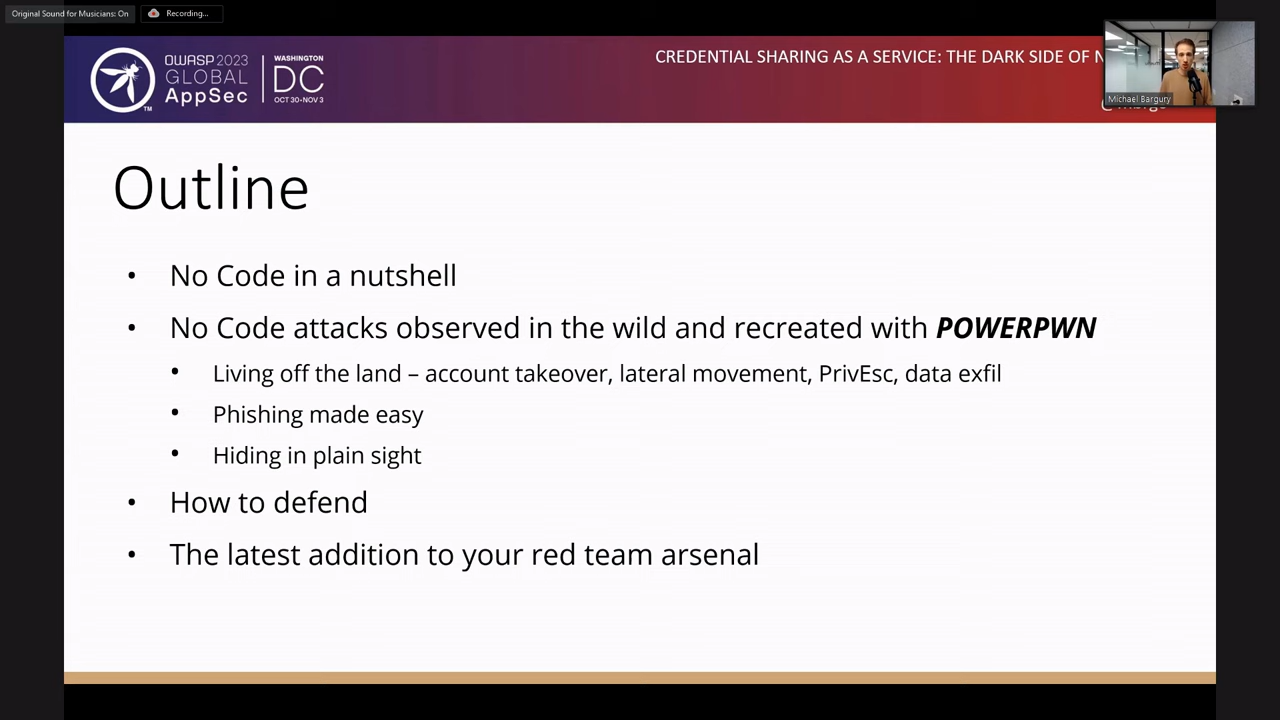 Original Sound for Musicians: On
Recording...
OWASP 2023
GLOBAL
AppSec
WASHINGTON
DC
OCT 30-NOV 3
TM
CREDENTIAL SHARING AS A SERVICE: THE DARK SIDE OF N
Michael Bargury
Outline
• No Code in a nutshell
• No Code attacks observed in the wild and recreated with POWERPWN
• Living off the land – account takeover, lateral movement, PrivEsc, data exfil
• Phishing made easy
• Hiding in plain sight
• How to defend
• The latest addition to your red team arsenal